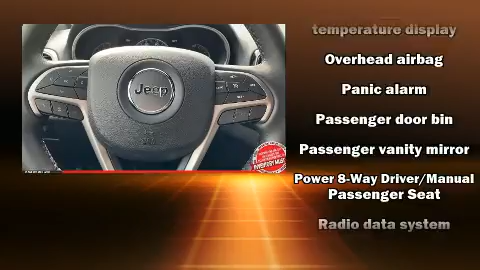 temperature display
Overhead airbag
Panic alarm
Passenger door bin
Passenger vanity mirror
Power 8-Way Driver/Manual
Passenger Seat
Radio data system
Jeep